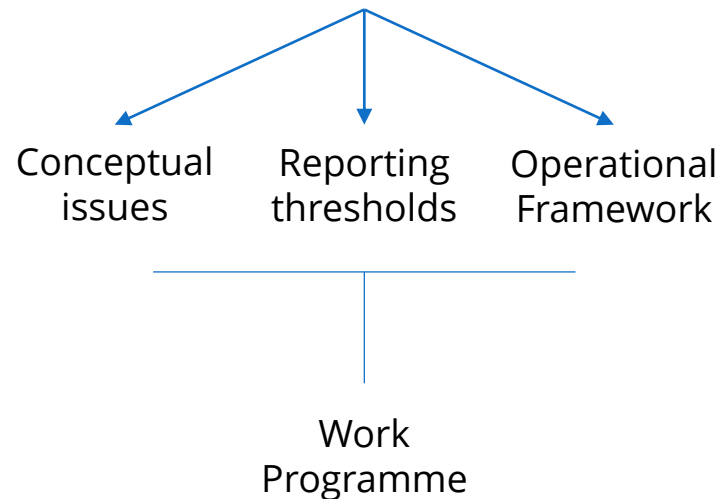 Conceptual
issues
Reporting
thresholds
Operational
Framework
Work
Programme